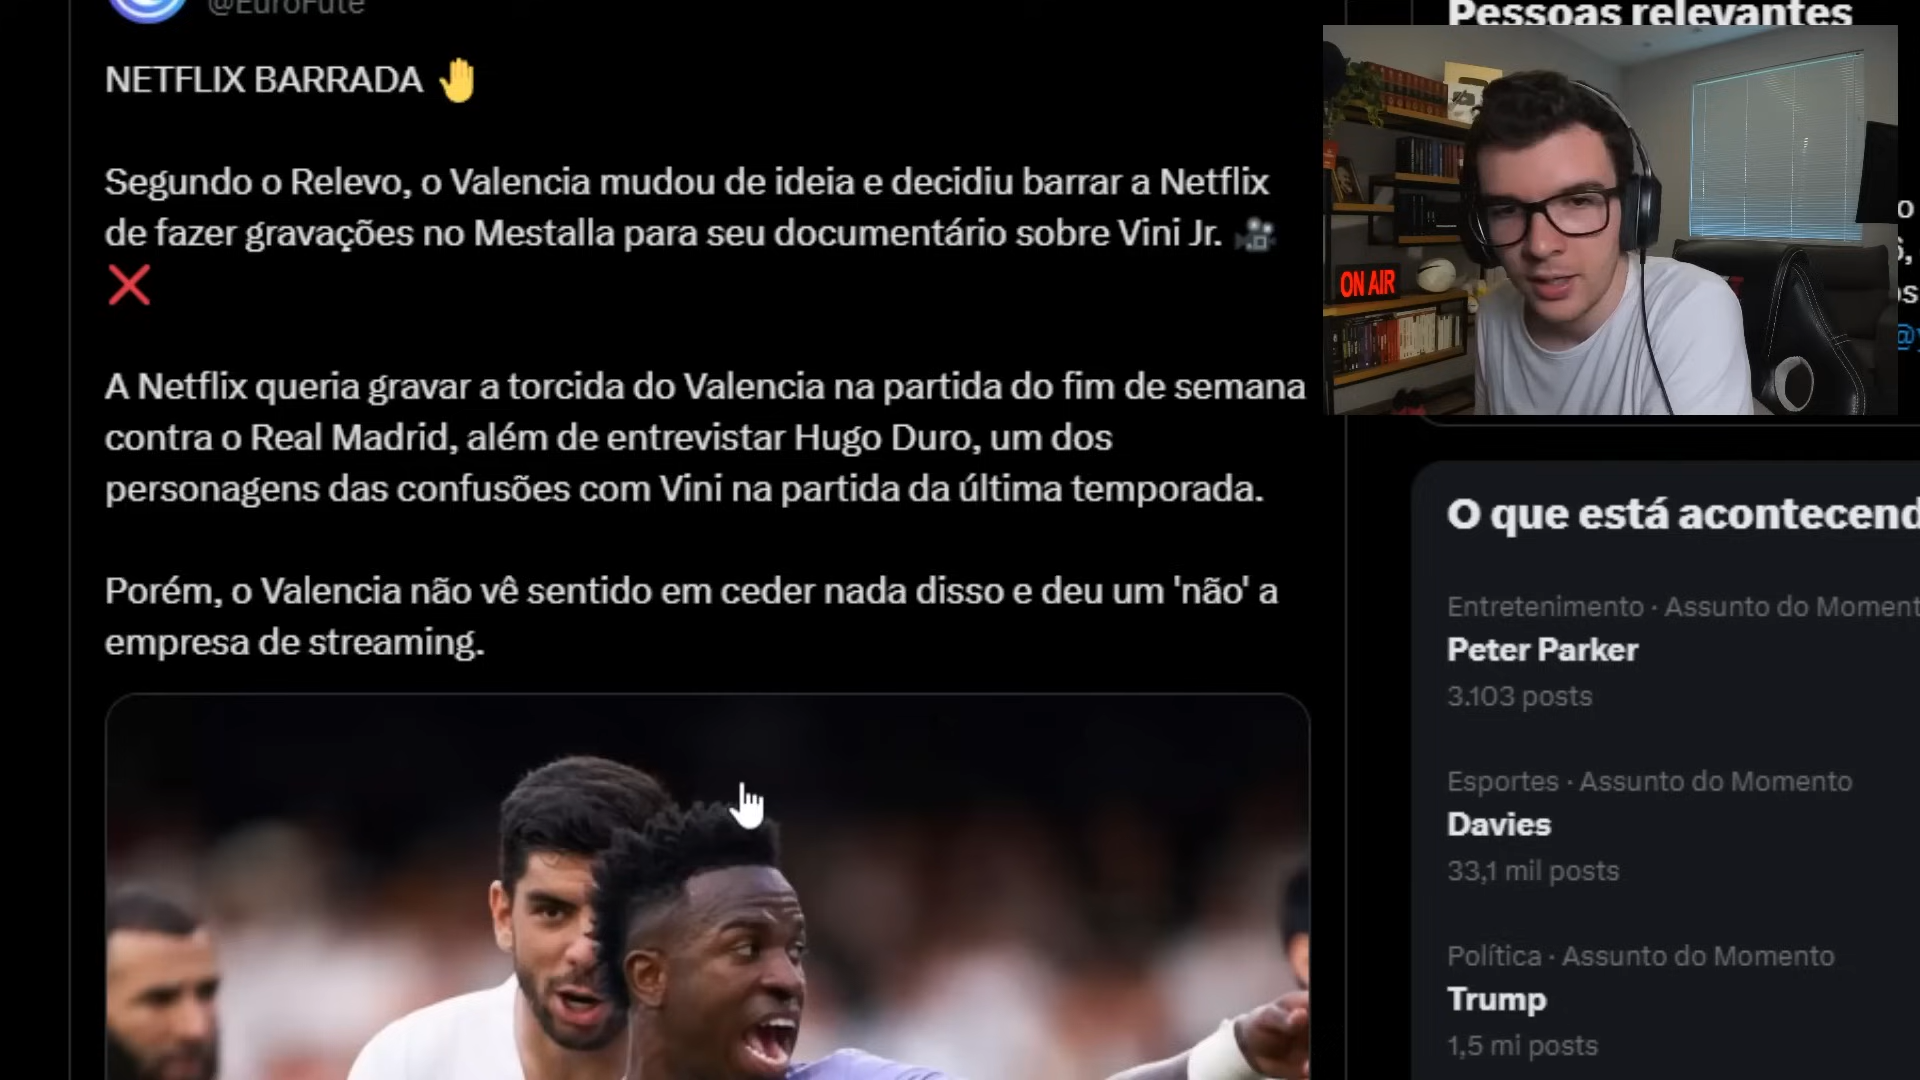 @EuroFute
NETFLIX BARRADA 🤚
Segundo o Relevo, o Valencia mudou de ideia e decidiu barrar a Netflix
de fazer gravações no Mestalla para seu documentário sobre Vini Jr. 🎥
❌
A Netflix queria gravar a torcida do Valencia na partida do fim de semana
contra o Real Madrid, além de entrevistar Hugo Duro, um dos
personagens das confusões com Vini na partida da última temporada.
Porém, o Valencia não vê sentido em ceder nada disso e deu um 'não' a
empresa de streaming.
Pessoas relevantes
ON AIR
O que está acontecend
Entretenimento · Assunto do Moment
Peter Parker
3.103 posts
Esportes · Assunto do Momento
Davies
33,1 mil posts
Política · Assunto do Momento
Trump
1,5 mi posts